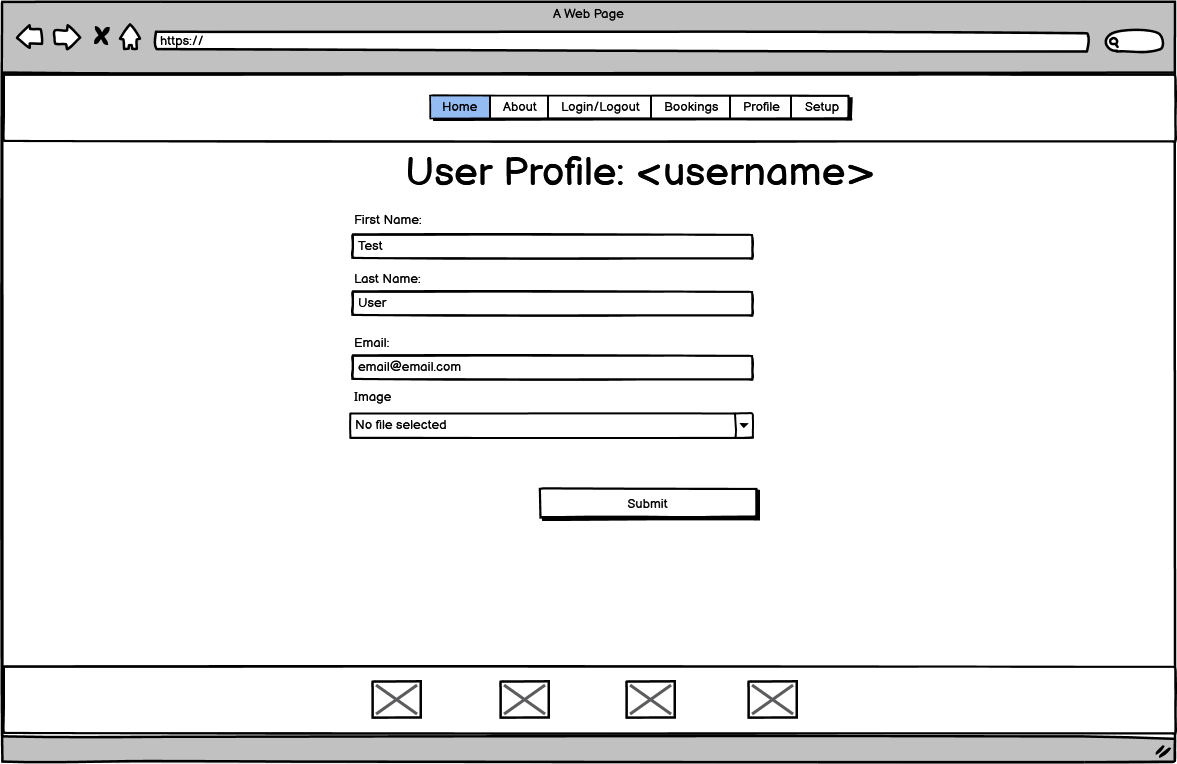 A Web Page
https://
Home About Login/Logout Bookings Profile Setup
User Profile: <username>
First Name:
Test
Last Name:
User
Email:
email@email.com
Image
No file selected
Submit